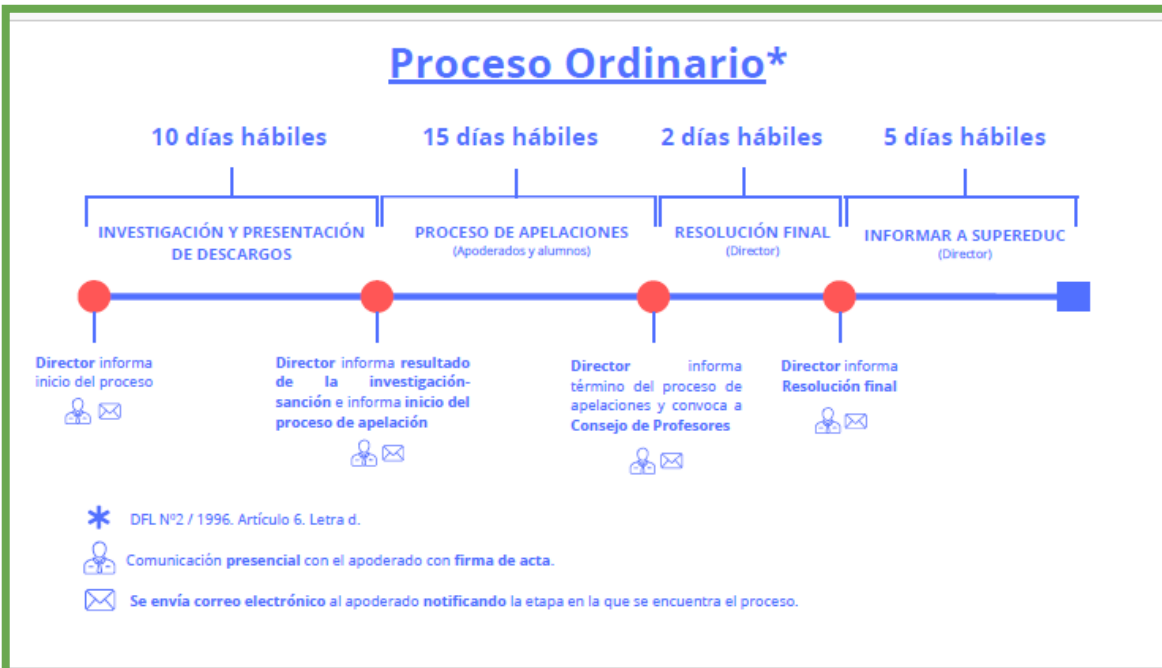 Proceso Ordinario*
10 días hábiles
15 días hábiles
2 días hábiles
5 días hábiles
INVESTIGACIÓN Y PRESENTACIÓN
DE DESCARGOS
PROCESO DE APELACIONES
(Apoderados y alumnos)
RESOLUCIÓN FINAL
(Director)
INFORMAR A SUPEREDUC
(Director)
Director informa
inicio del proceso
Director informa resultado
de la investigación-
sanción e informa inicio del
proceso de apelación
Director informa
término del proceso de
apelaciones y convoca a
Consejo de Profesores
Director informa
Resolución final
* DFL Nº2 / 1996. Artículo 6. Letra d.
Comunicación presencial con el apoderado con firma de acta.
Se envía correo electrónico al apoderado notificando la etapa en la que se encuentra el proceso.